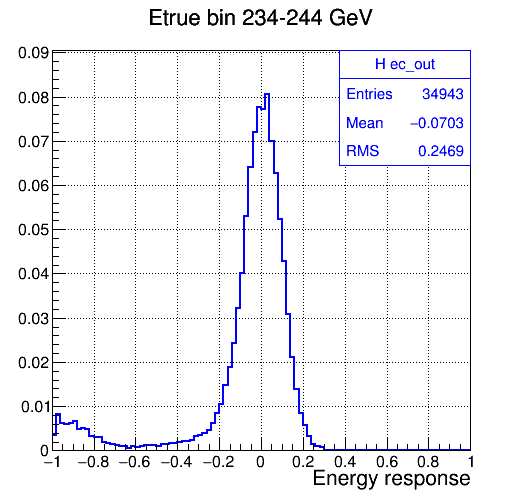 Etrue bin 234-244 GeV
H ec_out
Entries 34943
Mean −0.0703
RMS 0.2469
0.09
0.08
0.07
0.06
0.05
0.04
0.03
0.02
0.01
0
−1 −0.8 −0.6 −0.4 −0.2 0 0.2 0.4 0.6 0.8 1
Energy response